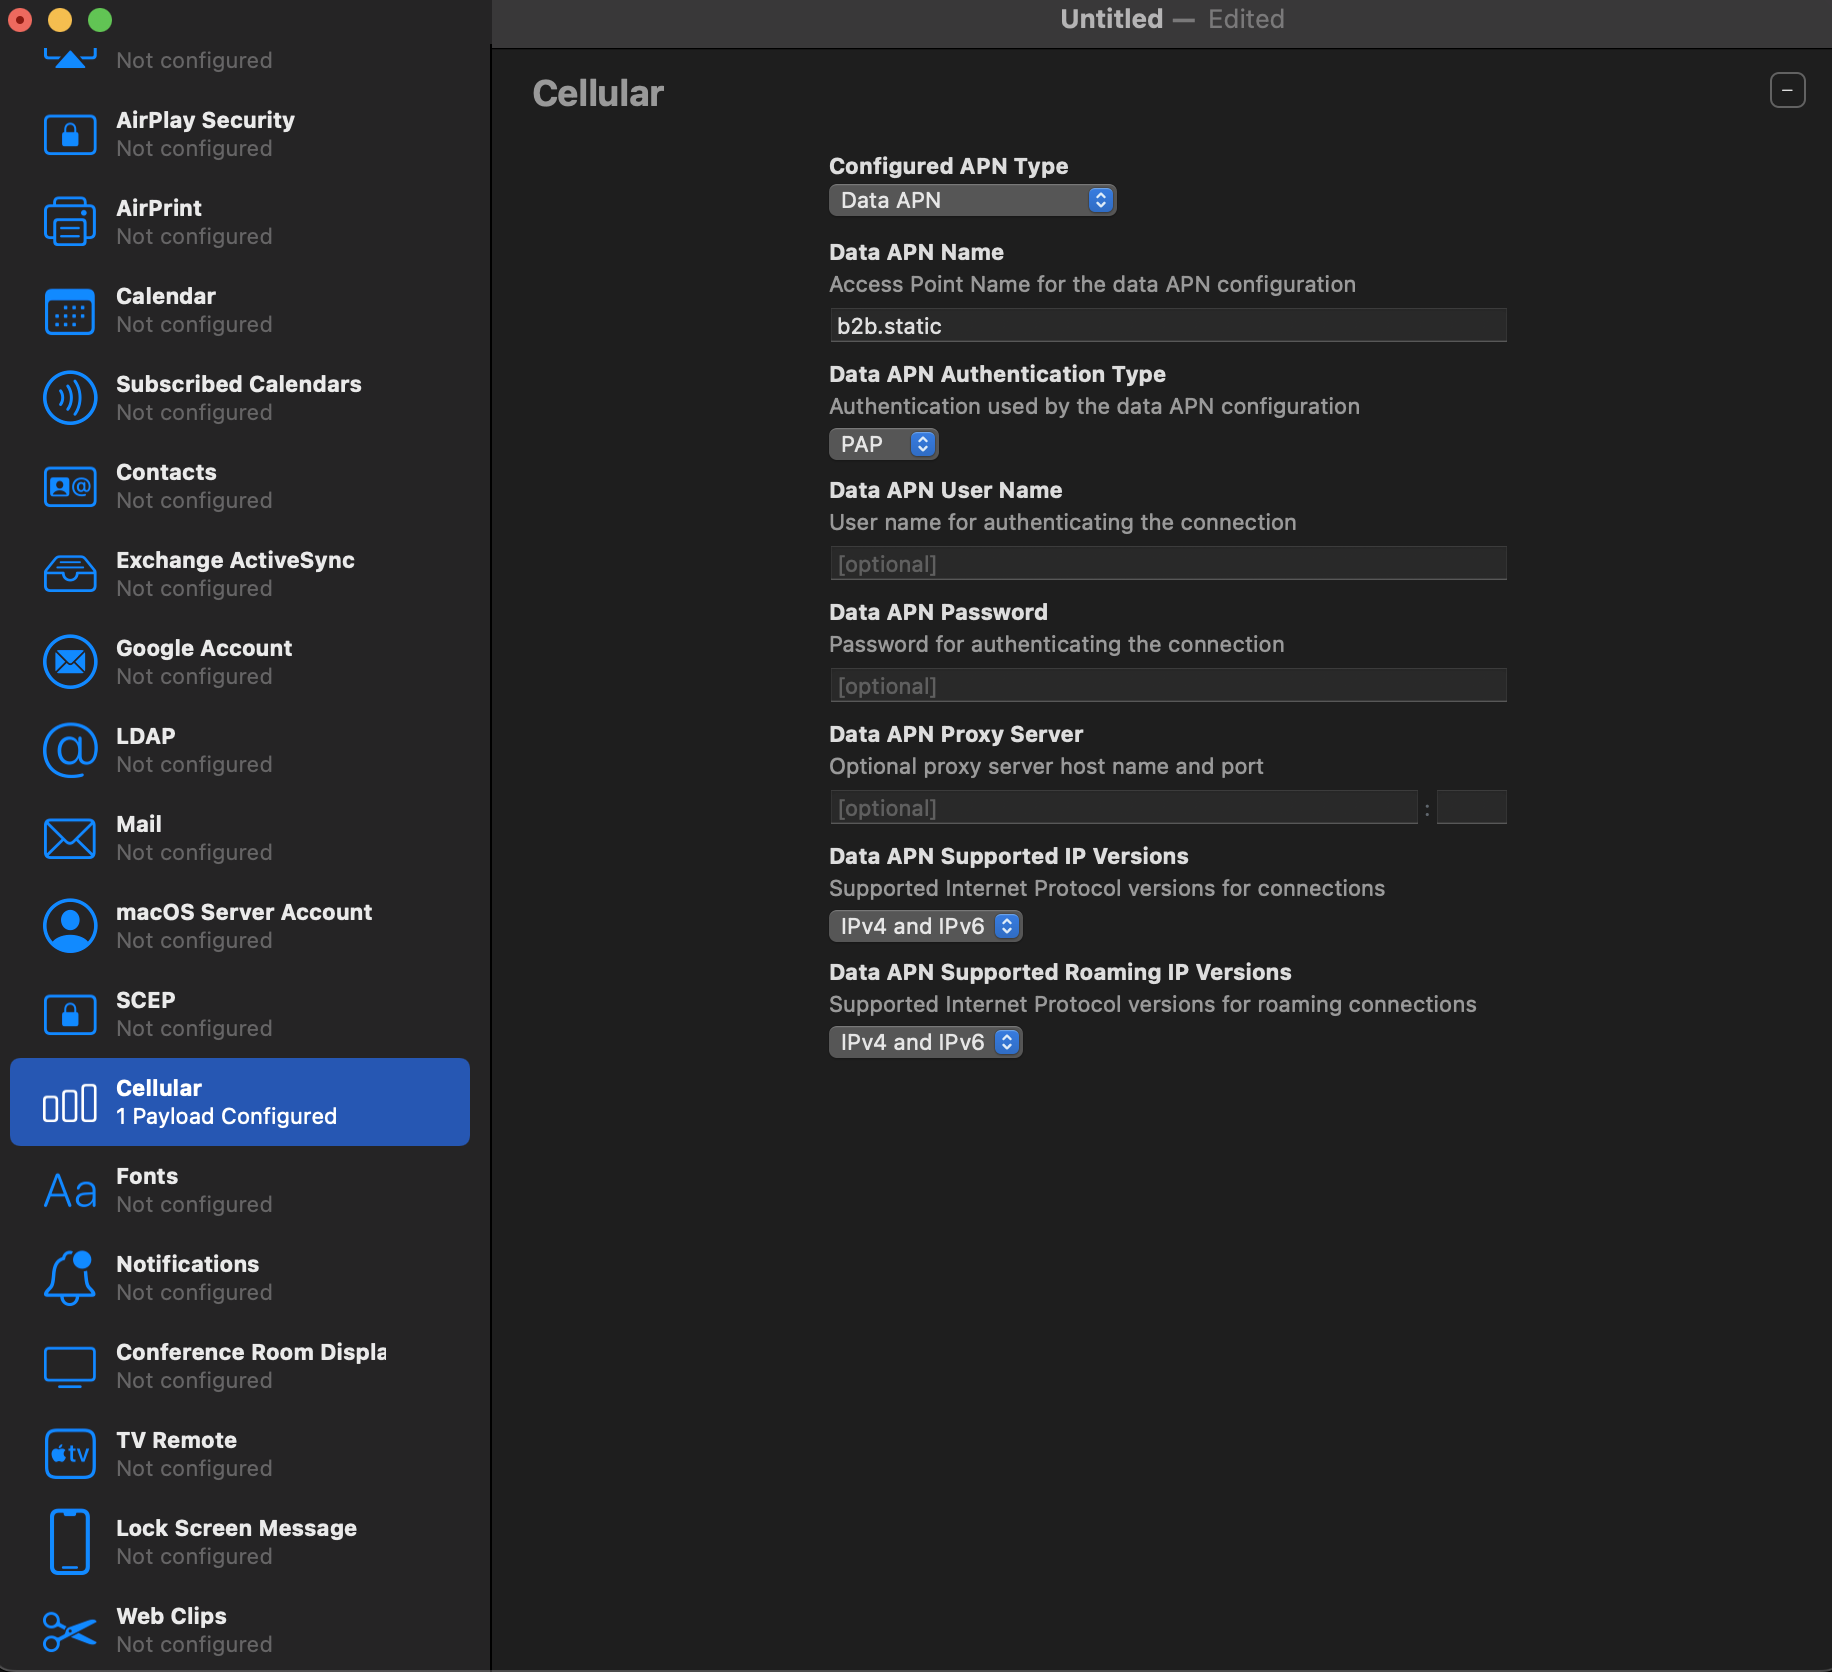 Untitled — Edited
Not configured
AirPlay Security
Not configured
AirPrint
Not configured
Calendar
Not configured
Subscribed Calendars
Not configured
Contacts
Not configured
Exchange ActiveSync
Not configured
Google Account
Not configured
LDAP
Not configured
Mail
Not configured
macOS Server Account
Not configured
SCEP
Not configured
Cellular
1 Payload Configured
Fonts
Not configured
Notifications
Not configured
Conference Room Displa
Not configured
tv
TV Remote
Not configured
Lock Screen Message
Not configured
Web Clips
Not configured
Cellular
Configured APN Type
Data APN
Data APN Name
Access Point Name for the data APN configuration
b2b.static
Data APN Authentication Type
Authentication used by the data APN configuration
PAP
Data APN User Name
User name for authenticating the connection
[optional]
Data APN Password
Password for authenticating the connection
[optional]
Data APN Proxy Server
Optional proxy server host name and port
[optional] :
Data APN Supported IP Versions
Supported Internet Protocol versions for connections
IPv4 and IPv6
Data APN Supported Roaming IP Versions
Supported Internet Protocol versions for roaming connections
IPv4 and IPv6